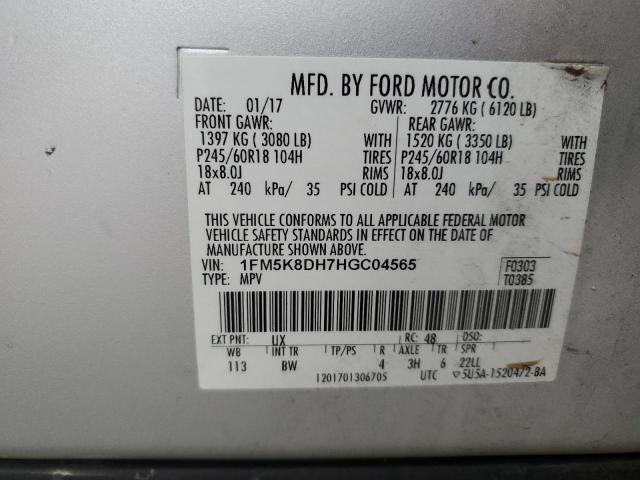 MFD. BY FORD MOTOR CO.
DATE: 01/17 GVWR: 2776 KG ( 6120 LB)
FRONT GAWR: REAR GAWR:
1397 KG ( 3080 LB) WITH 1520 KG ( 3350 LB) WITH
P245/60R18 104H TIRES P245/60R18 104H TIRES
18x8.0J RIMS 18x8.0J RIMS
AT 240 kPa/ 35 PSI COLD AT 240 kPa/ 35 PSI COLD
THIS VEHICLE CONFORMS TO ALL APPLICABLE FEDERAL MOTOR
VEHICLE SAFETY STANDARDS IN EFFECT ON THE DATE OF
MANUFACTURE SHOWN ABOVE.
VIN: 1FM5K8DH7HGC04565 F0303
TYPE: MPV T0385
EXT PNT: UX RC: 48 DSO:
WB INT TR TP/PS R AXLE TR SPR
113 BW 4 3H 6 22LL
1201701306705 UTC ▽5U5A-15204/2-BA